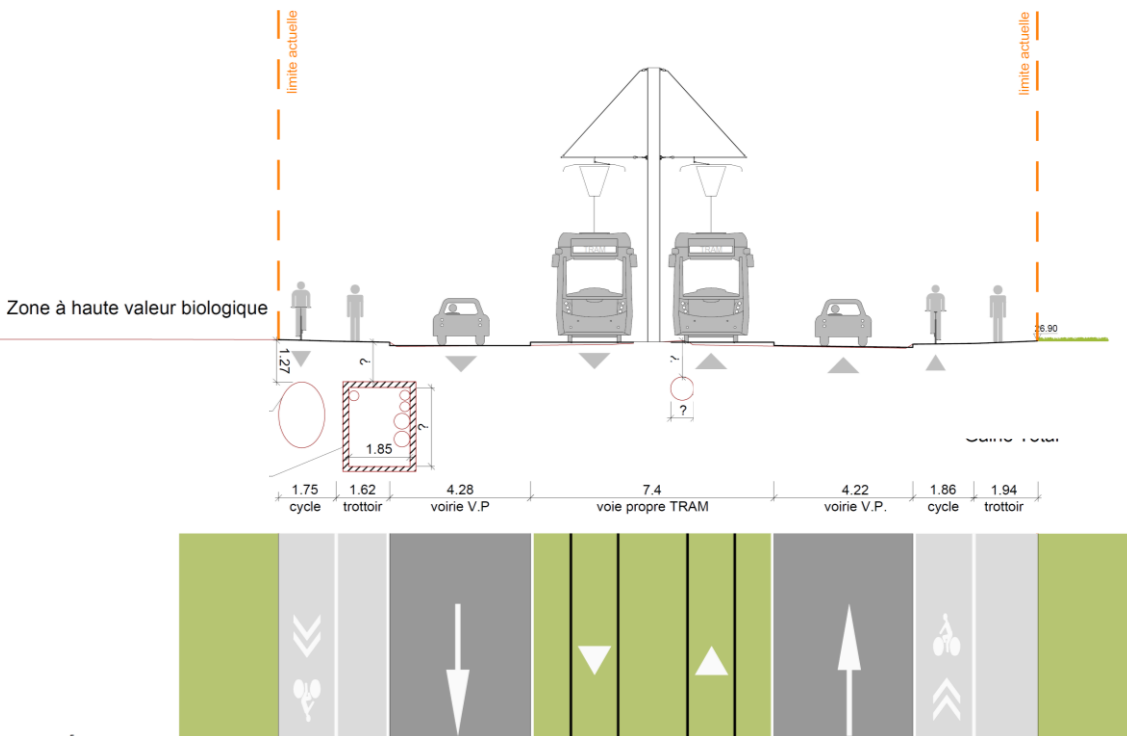 limite actuelle
limite actuelle
TRAM
TRAM
Zone à haute valeur biologique
26.90
1.27
?
?
?
?
1.85
1.75
1.62
4.28
7.4
4.22
1.86
1.94
cycle
trottoir
voirie V.P
voie propre TRAM
voirie V.P.
cycle
trottoir